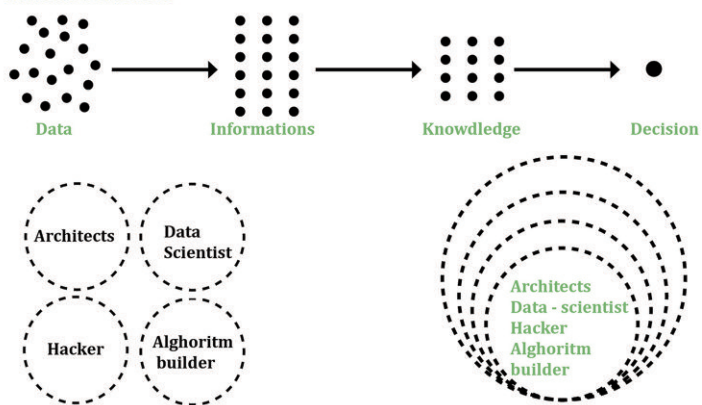 Data
Informations
Knowdledge
Decision
Architects
Data
Scientist
Hacker
Alghoritm
builder
Architects
Data - scientist
Hacker
Alghoritm
builder